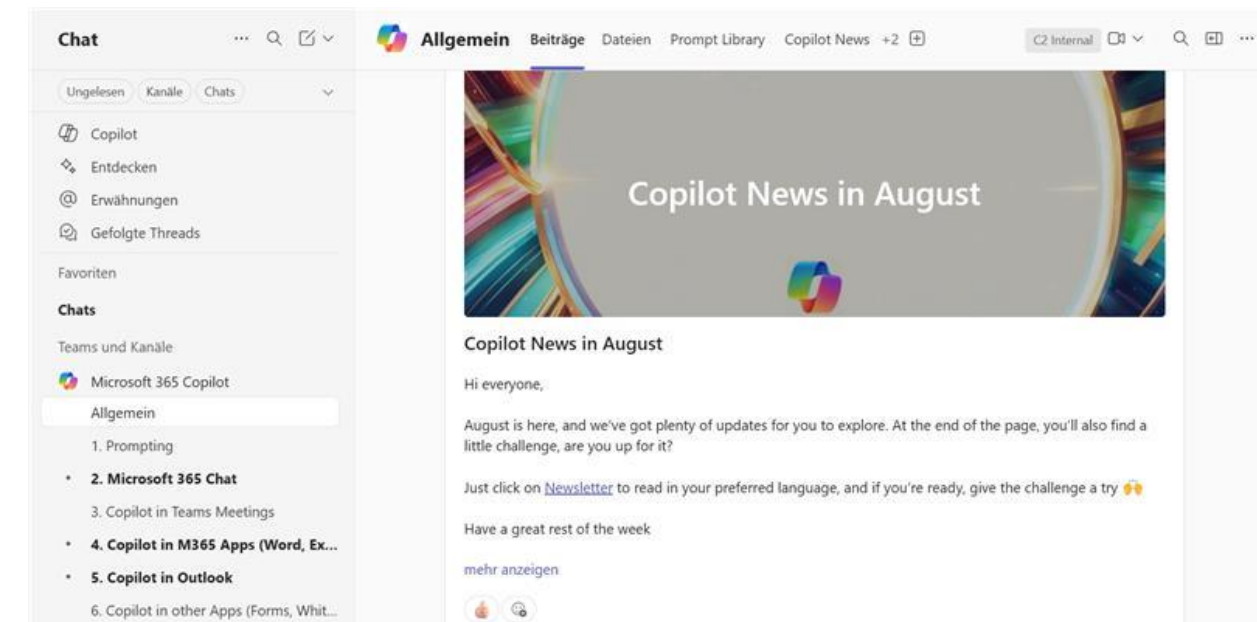 Chat
Allgemein Beiträge Dateien Prompt Library Copilot News +2
C2 Internal
Ungelesen Kanäle Chats
Copilot
Entdecken
Erwähnungen
Gefolgte Threads
Favoriten
Chats
Teams und Kanäle
Microsoft 365 Copilot
Allgemein
1. Prompting
2. Microsoft 365 Chat
3. Copilot in Teams Meetings
4. Copilot in M365 Apps (Word, Ex...
5. Copilot in Outlook
6. Copilot in other Apps (Forms, Whit...
Copilot News in August
Copilot News in August
Hi everyone,
August is here, and we've got plenty of updates for you to explore. At the end of the page, you'll also find a
little challenge, are you up for it?
Just click on Newsletter to read in your preferred language, and if you're ready, give the challenge a try 🙌
Have a great rest of the week
mehr anzeigen